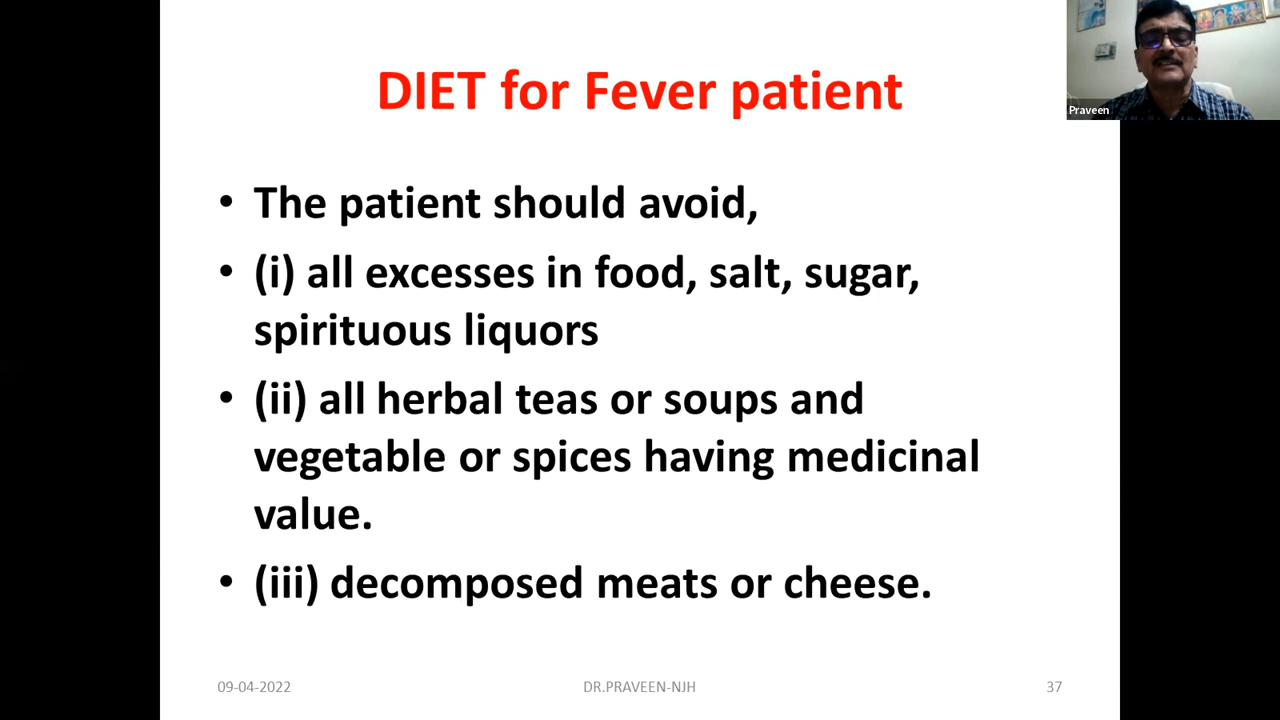 DIET for Fever patient
Praveen
• The patient should avoid,
• (i) all excesses in food, salt, sugar,
spirituous liquors
• (ii) all herbal teas or soups and
vegetable or spices having medicinal
value.
• (iii) decomposed meats or cheese.
09-04-2022 DR.PRAVEEN-NJH 37